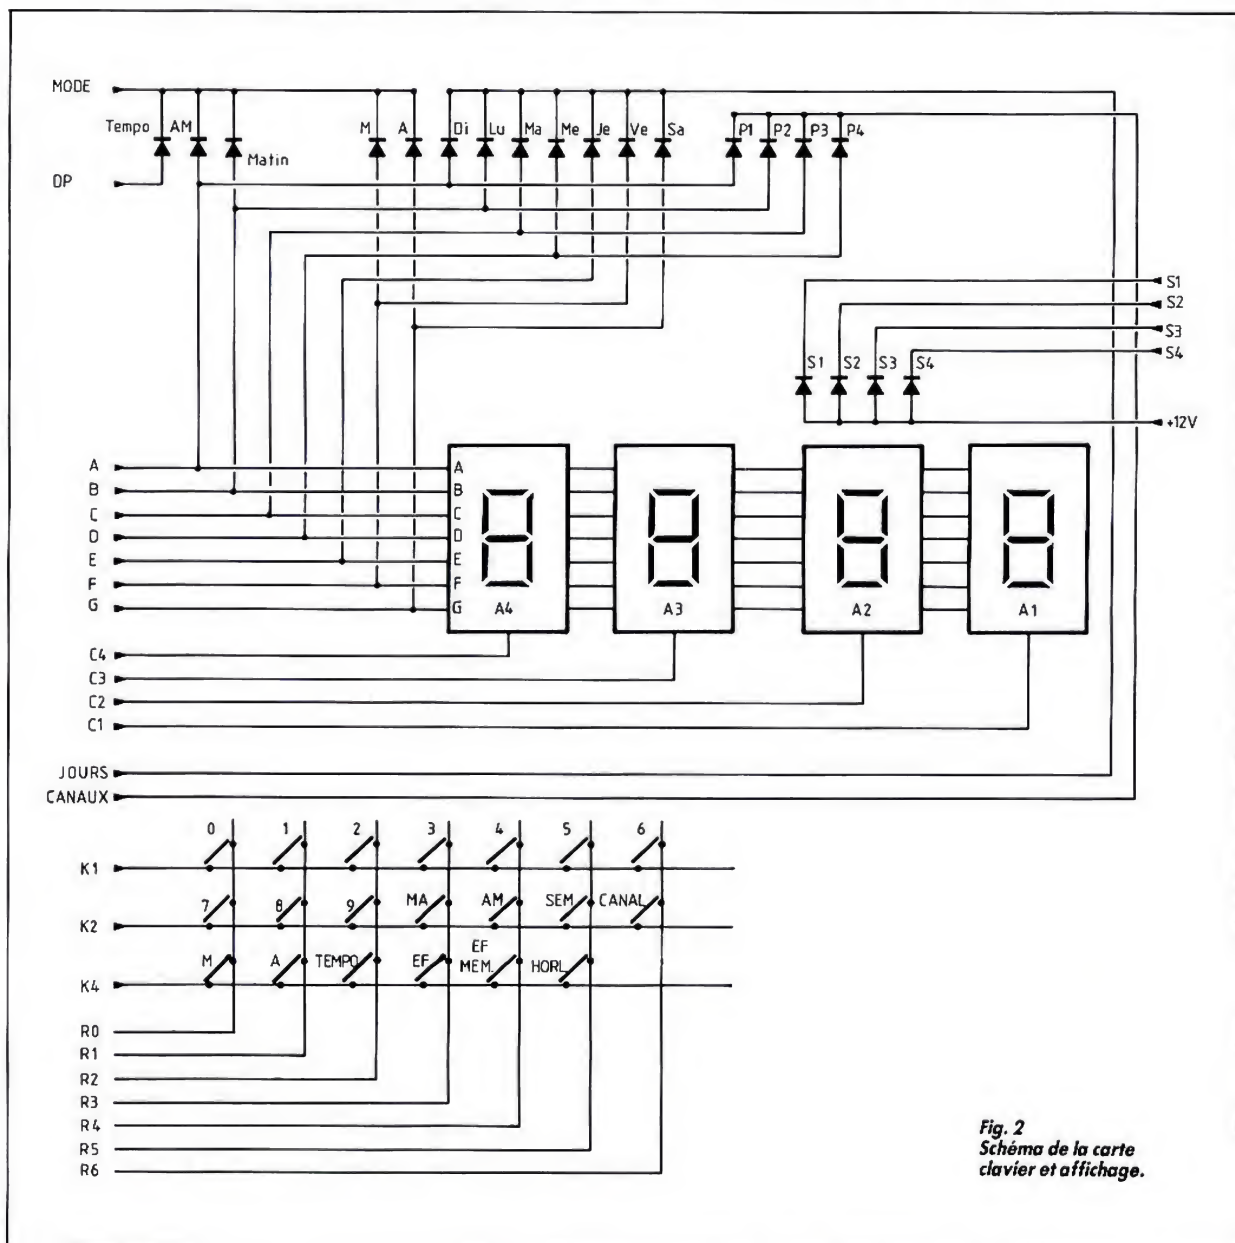 MODE
Tempo AM Matin M A Di Lu Ma Me Je Ve Sa P1 P2 P3 P4
DP
S1
S2
S3
S4
S1 S2 S3 S4
+12V
A A
B B
C C
D D
E E
F F
G G A4 A3 A2 A1
C4
C3
C2
C1
JOURS
CANAUX
0 1 2 3 4 5 6
K1
7 8 9 MA AM SEM CANAL
K2
M A TEMPO EF EF MEM. HORL.
K4
R0
R1
R2
R3
R4
R5
R6
Fig. 2
Schéma de la carte
clavier et affichage.